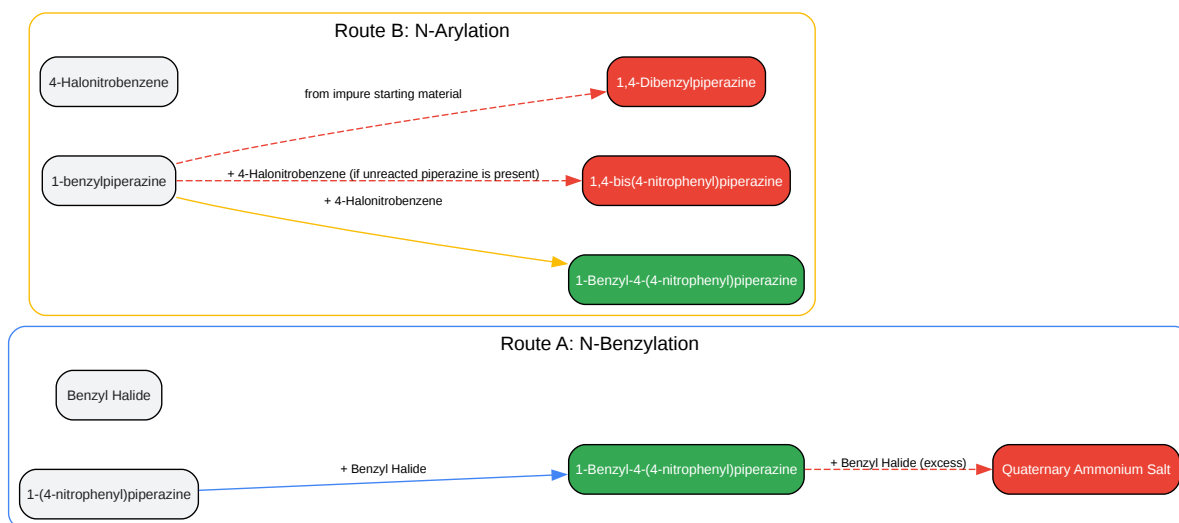 Route B: N-Arylation
4-Halonitrobenzene
1,4-Dibenzylpiperazine
from impure starting material
1-benzylpiperazine
+ 4-Halonitrobenzene (if unreacted piperazine is present)
1,4-bis(4-nitrophenyl)piperazine
+ 4-Halonitrobenzene
1-Benzyl-4-(4-nitrophenyl)piperazine
Route A: N-Benzylation
Benzyl Halide
1-(4-nitrophenyl)piperazine
+ Benzyl Halide
1-Benzyl-4-(4-nitrophenyl)piperazine
+ Benzyl Halide (excess)
Quaternary Ammonium Salt